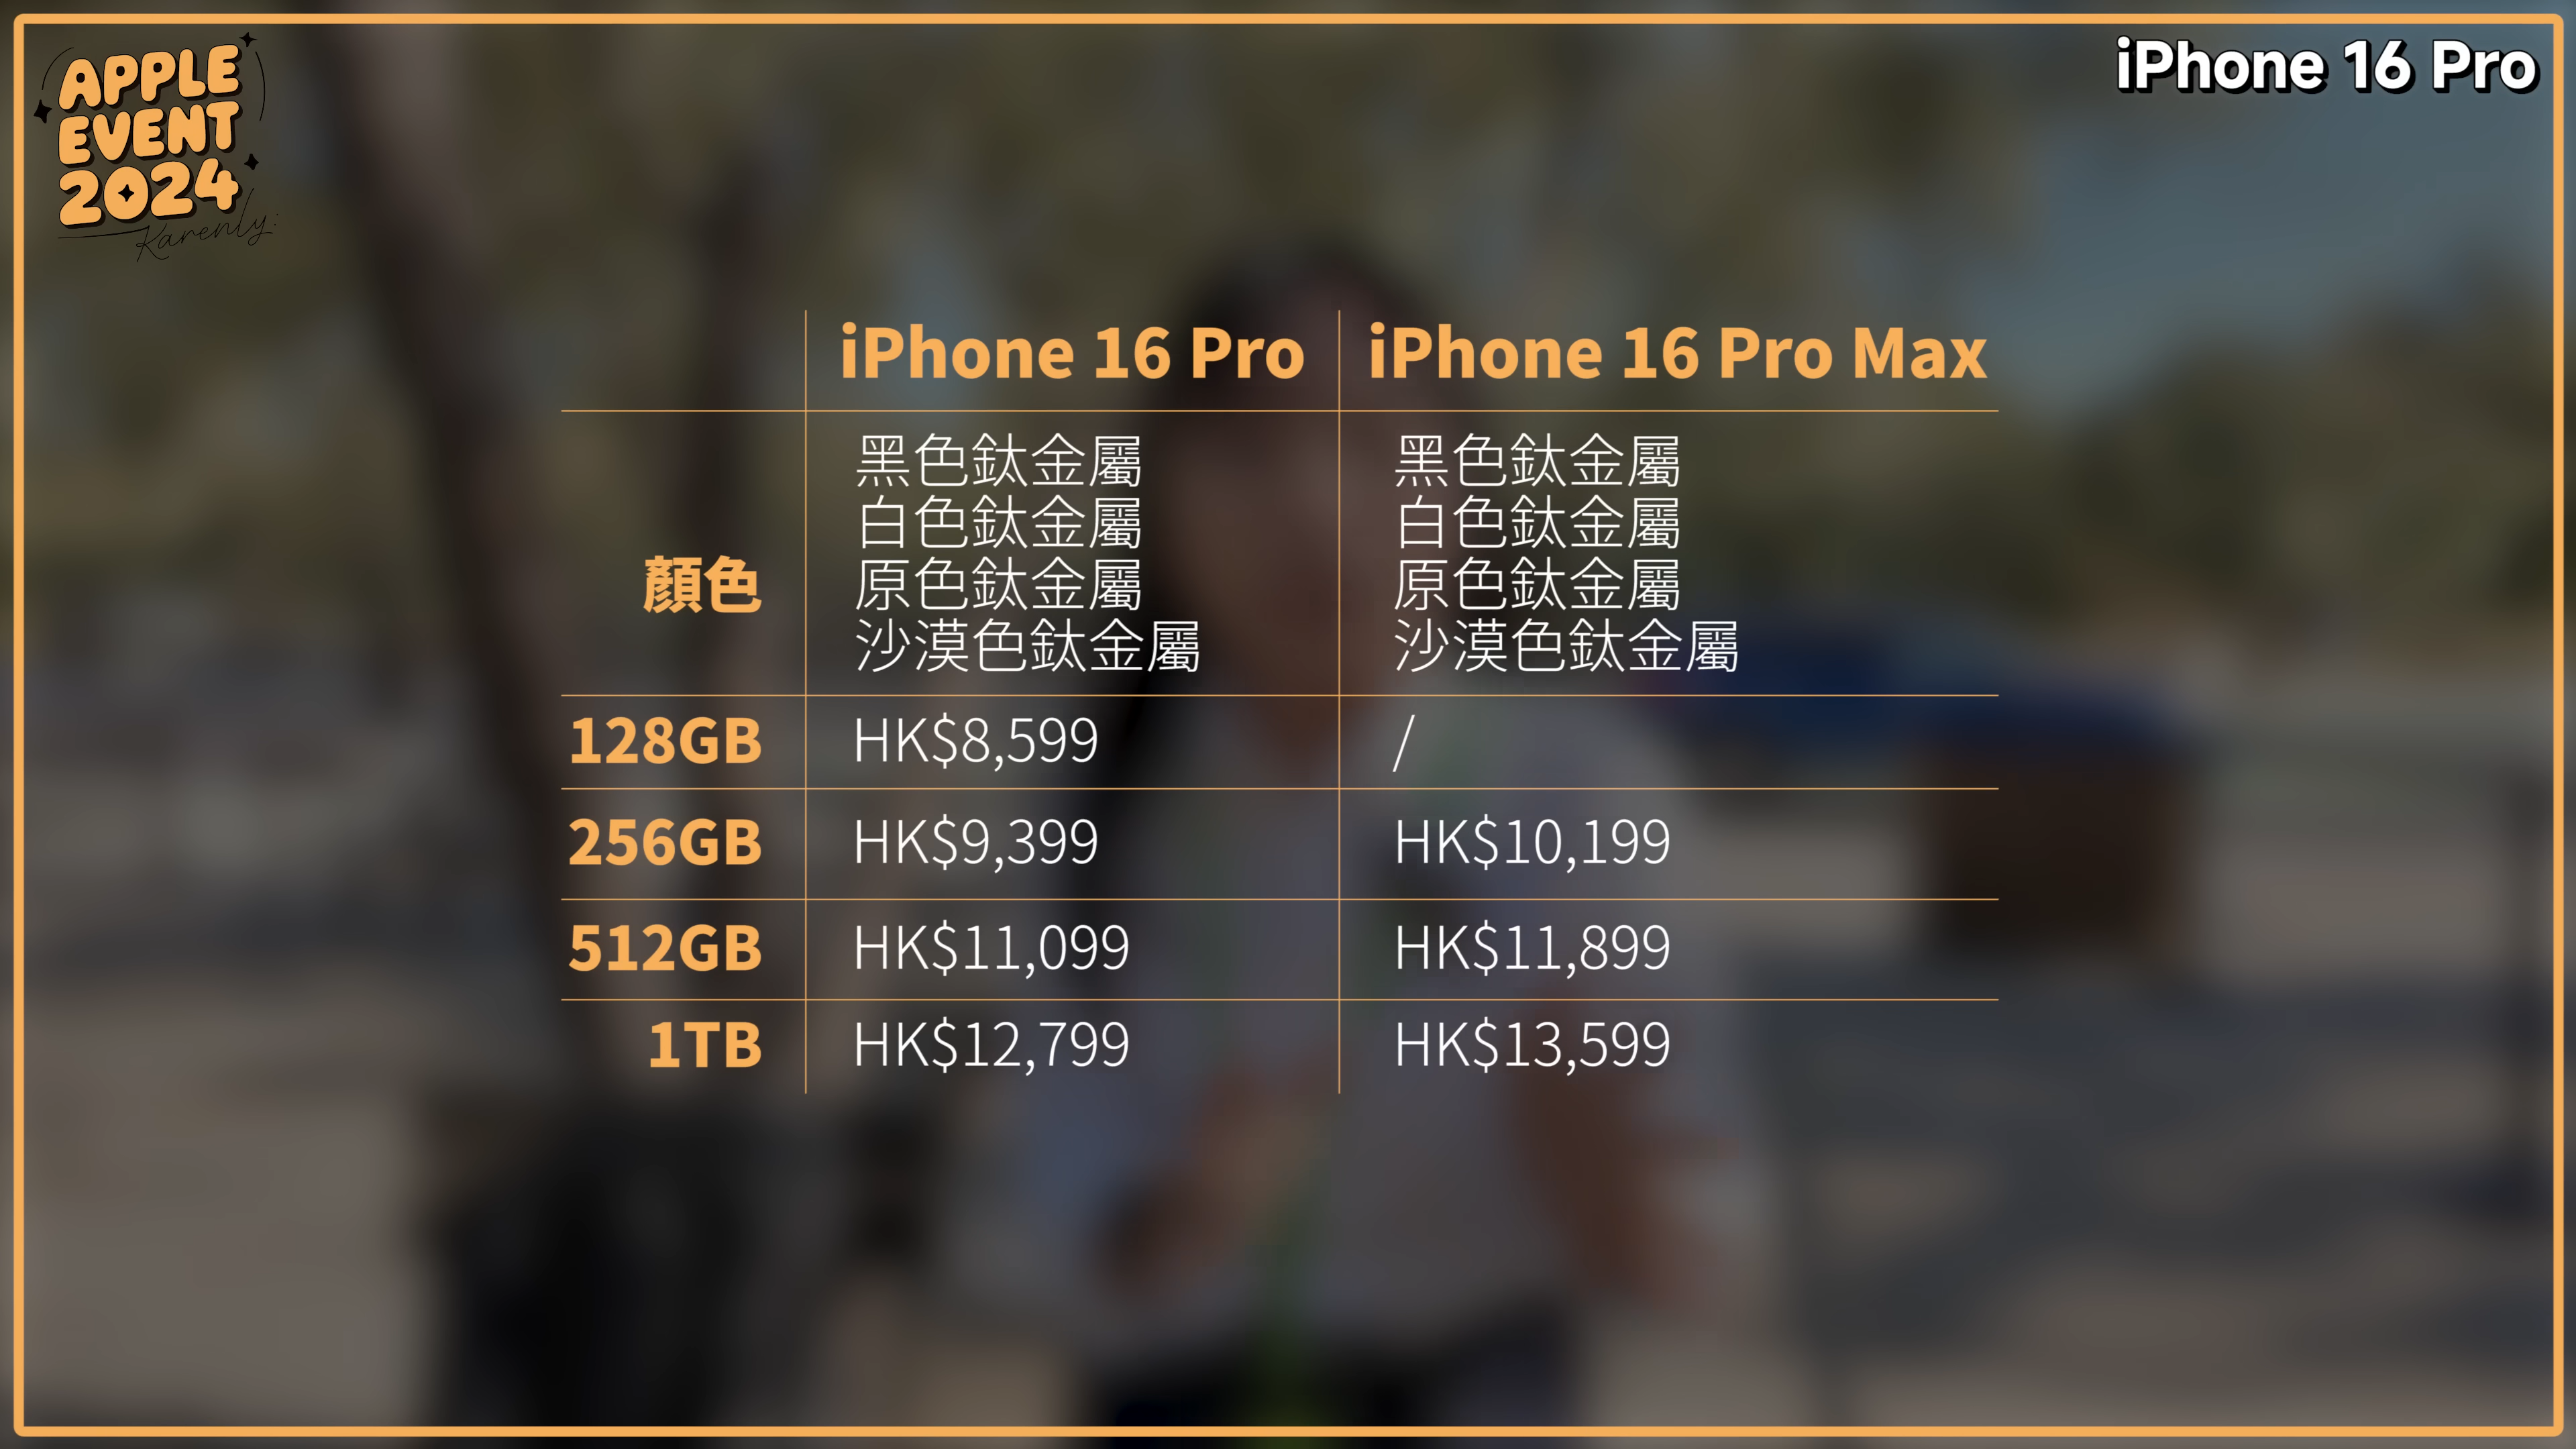 APPLE
EVENT
2024
Karenly.
iPhone 16 Pro
iPhone 16 Pro iPhone 16 Pro Max
顏色
黑色鈦金屬 黑色鈦金屬
白色鈦金屬 白色鈦金屬
原色鈦金屬 原色鈦金屬
沙漠色鈦金屬 沙漠色鈦金屬
128GB HK$8,599 /
256GB HK$9,399 HK$10,199
512GB HK$11,099 HK$11,899
1TB HK$12,799 HK$13,599